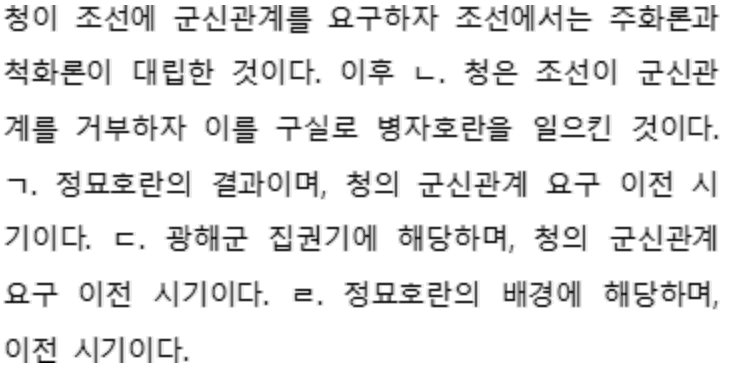 청이 조선에 군신관계를 요구하자 조선에서는 주화론과
척화론이 대립한 것이다. 이후 ㄴ. 청은 조선이 군신관
계를 거부하자 이를 구실로 병자호란을 일으킨 것이다.
ㄱ. 정묘호란의 결과이며, 청의 군신관계 요구 이전 시
기이다. ㄷ. 광해군 집권기에 해당하며, 청의 군신관계
요구 이전 시기이다. ㄹ. 정묘호란의 배경에 해당하며,
이전 시기이다.